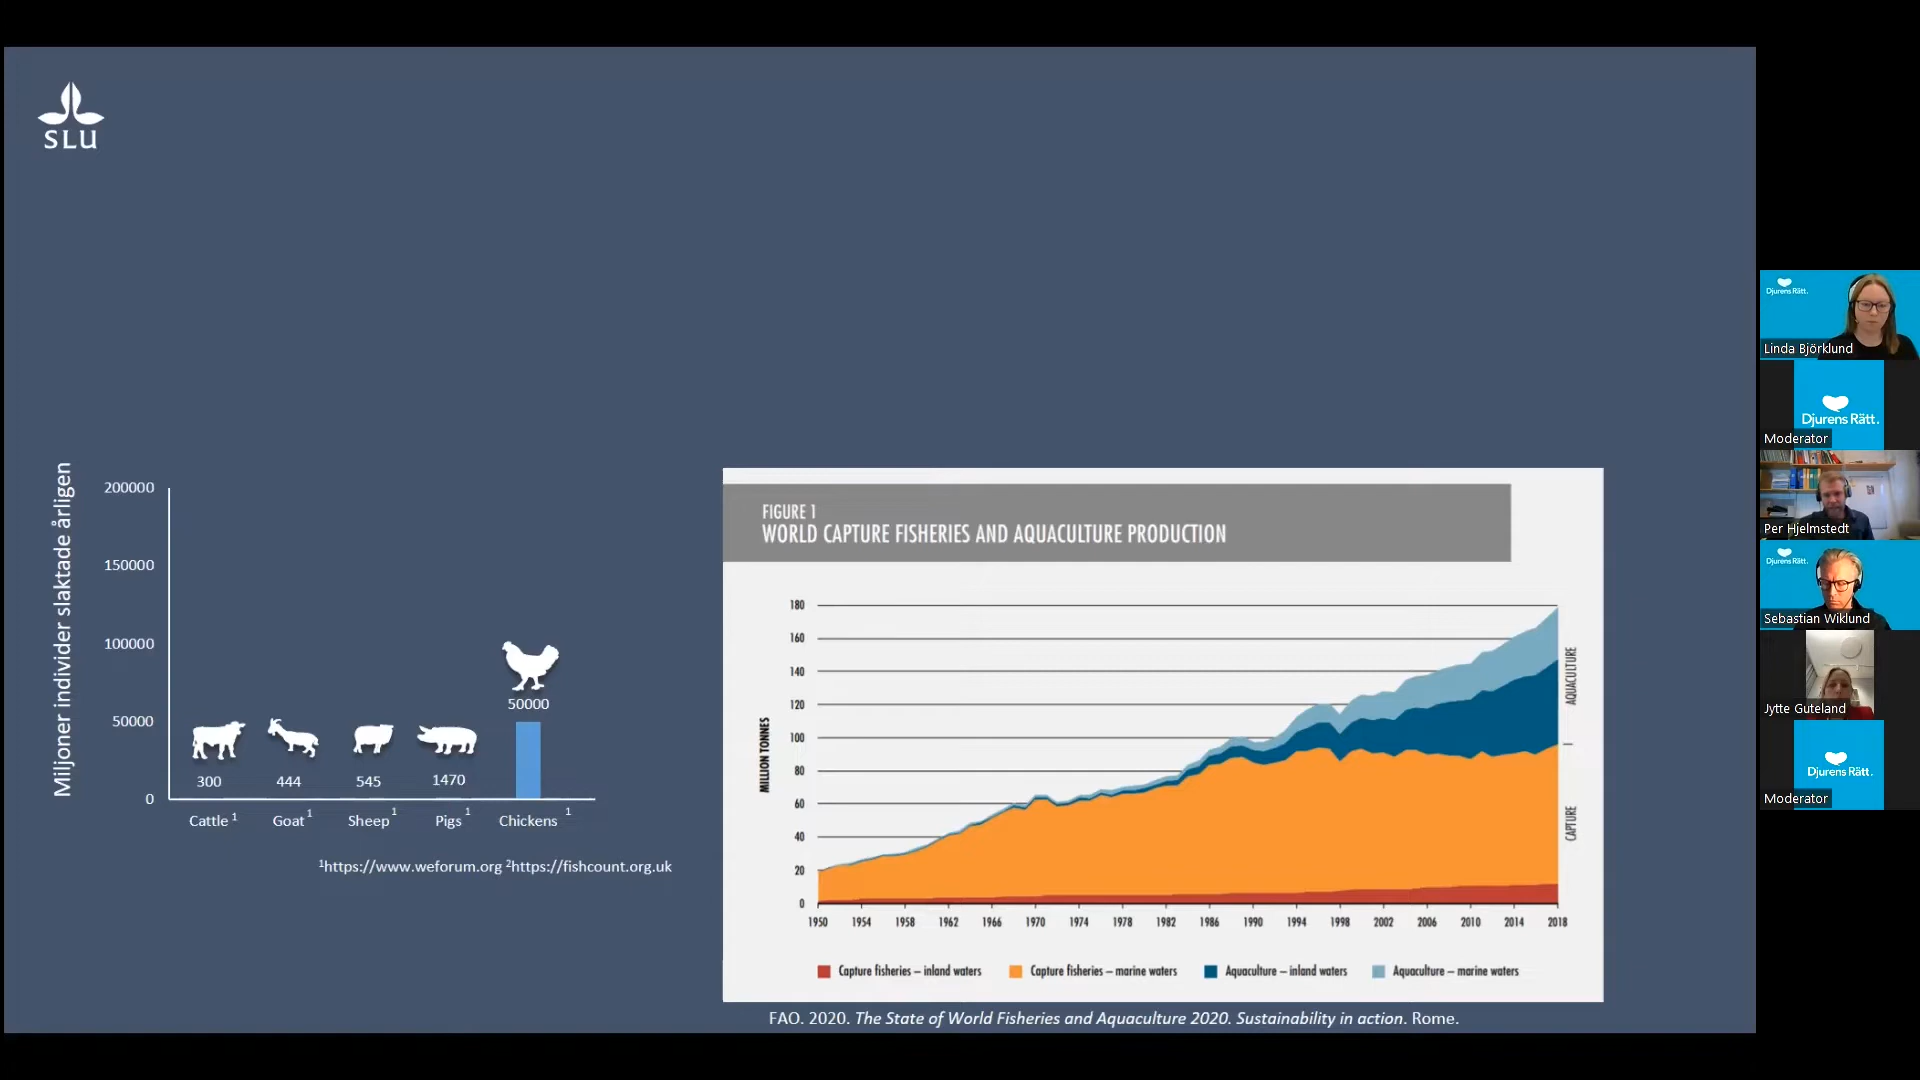 SLU
Miljoner individer slaktade årligen
200000
150000
100000
50000
0
300
444
545
1470
50000
Cattle 1
Goat 1
Sheep 1
Pigs 1
Chickens 1
1https://www.weforum.org 2https://fishcount.org.uk
FIGURE 1
WORLD CAPTURE FISHERIES AND AQUACULTURE PRODUCTION
MILLION TONNES
180
160
140
120
100
80
60
40
20
0
1950 1954 1958 1962 1966 1970 1974 1978 1982 1986 1990 1994 1998 2002 2006 2010 2014 2018
AQUACULTURE
CAPTURE
Capture fisheries – inland waters
Capture fisheries – marine waters
Aquaculture – inland waters
Aquaculture – marine waters
FAO. 2020. The State of World Fisheries and Aquaculture 2020. Sustainability in action. Rome.
Djurens Rätt.
Linda Björklund
Djurens Rätt.
Moderator
Per Hjelmstedt
Djurens Rätt.
Sebastian Wiklund
Jytte Guteland
Djurens Rätt.
Moderator